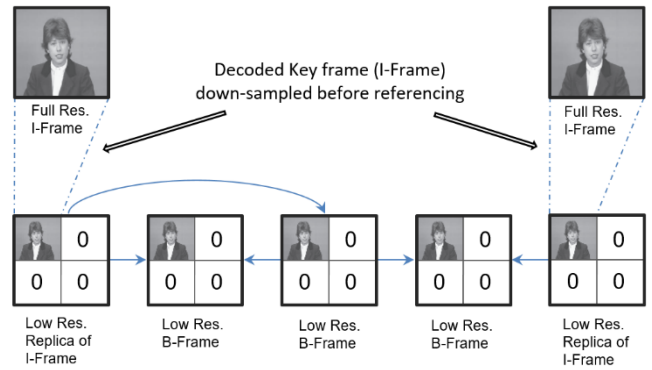 Decoded Key frame (I-Frame)
down-sampled before referencing
Full Res.
I-Frame
Full Res.
I-Frame
0
0 0
0
0 0
0
0 0
0
0 0
0
0 0
Low Res.
Replica of
I-Frame
Low Res.
B-Frame
Low Res.
B-Frame
Low Res.
B-Frame
Low Res.
Replica of
I-Frame